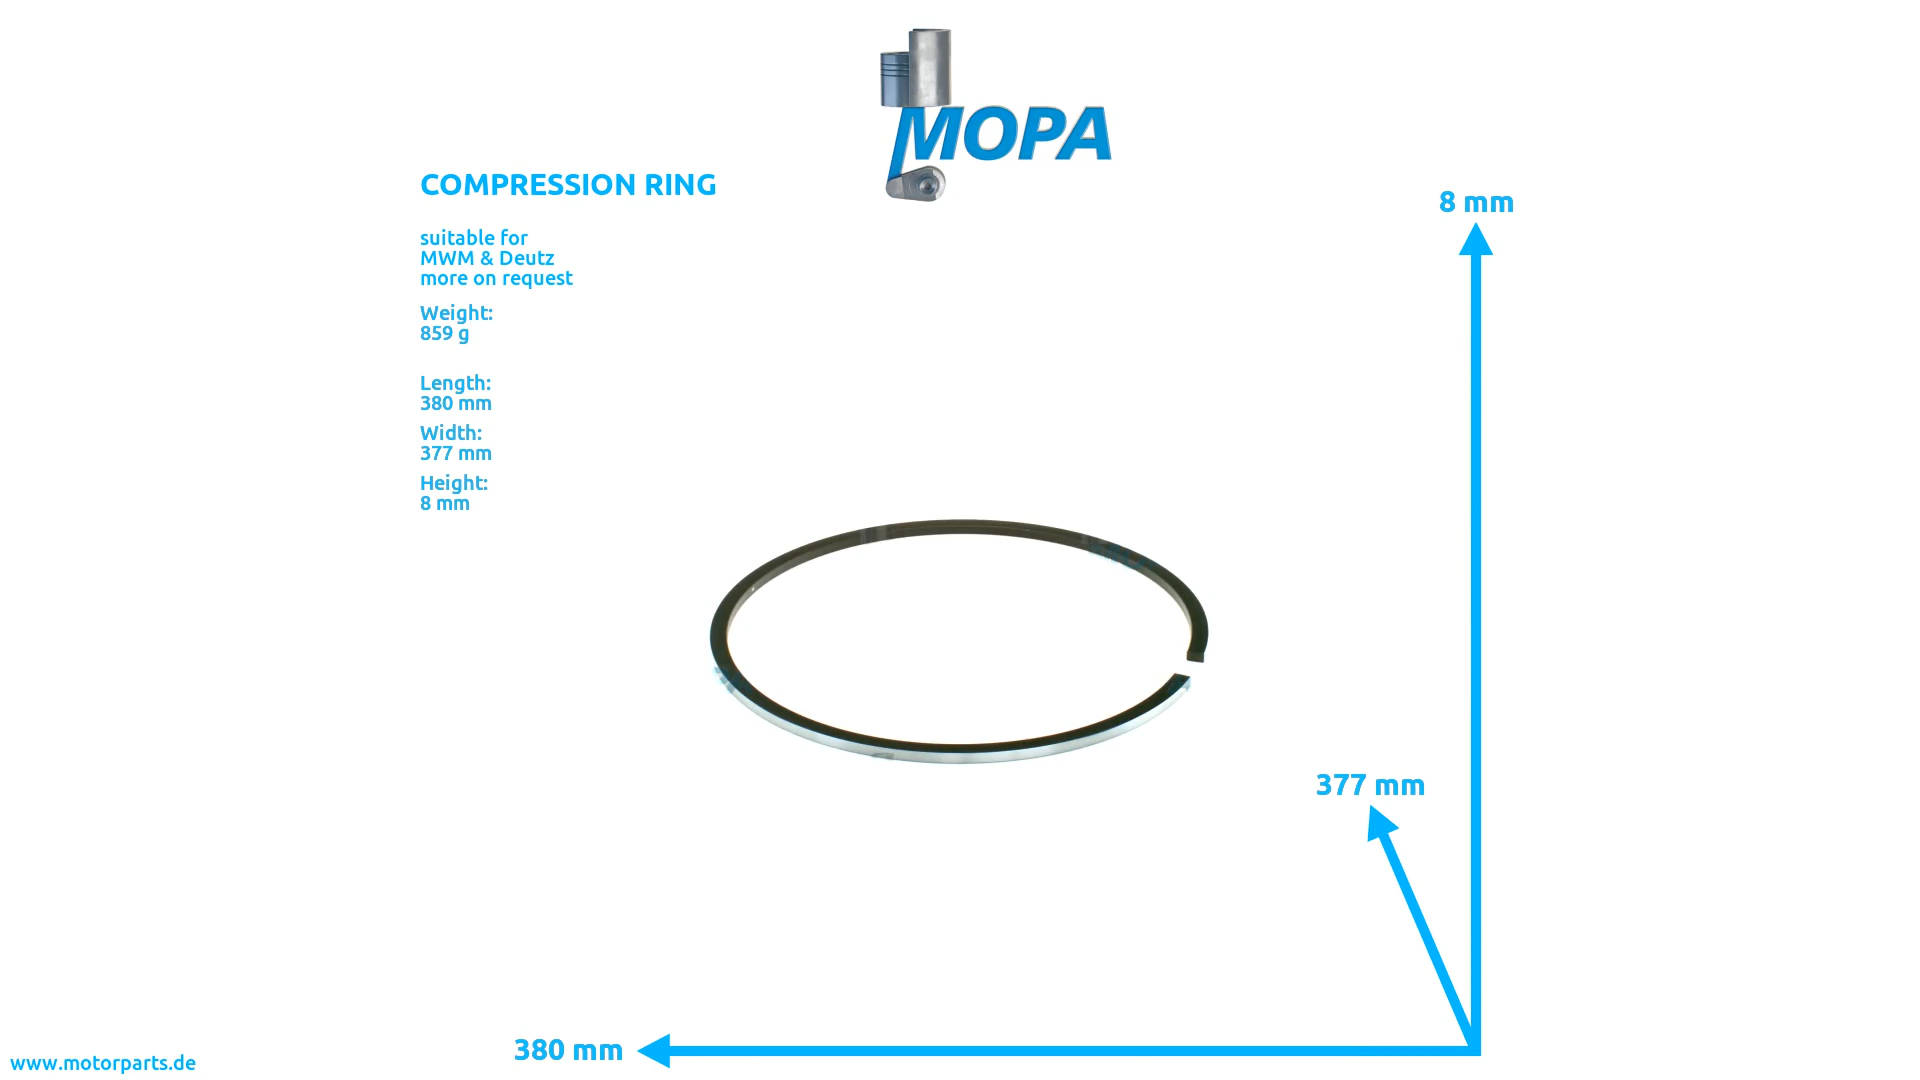 MOPA
COMPRESSION RING
suitable for
MWM & Deutz
more on request
Weight:
859 g
Length:
380 mm
Width:
377 mm
Height:
8 mm
8 mm
377 mm
380 mm
www.motorparts.de